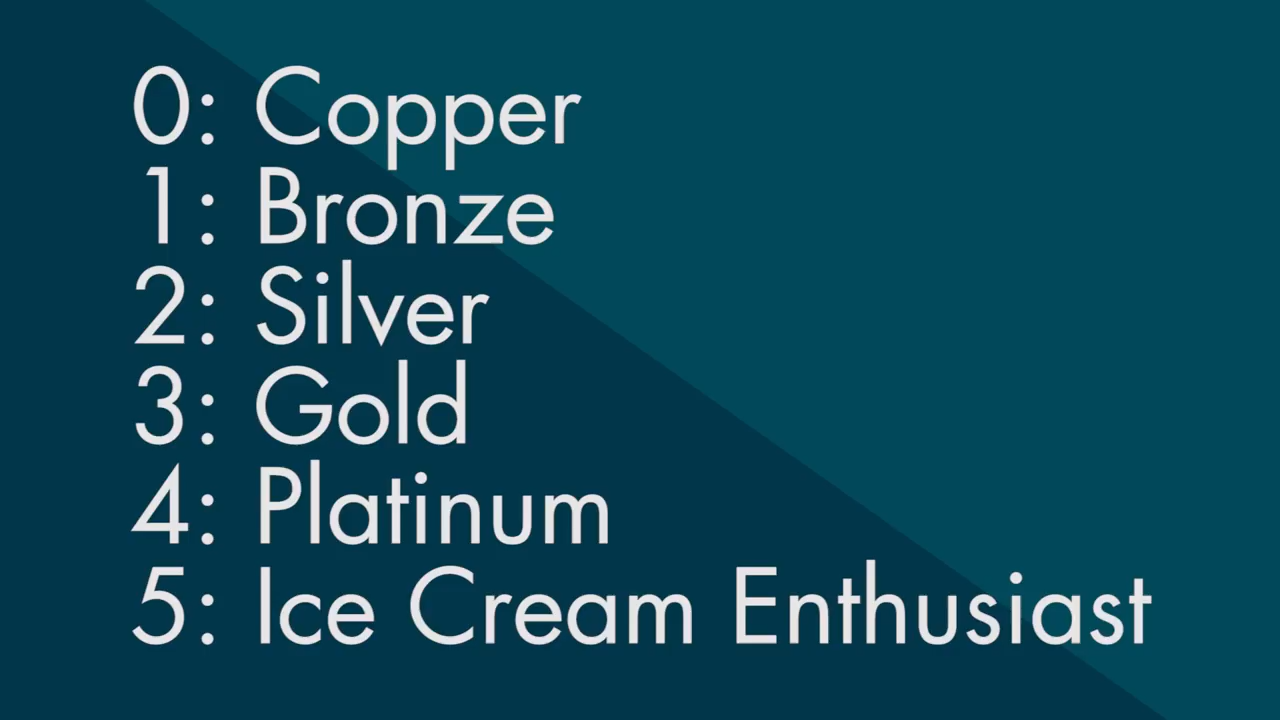 0: Copper
1: Bronze
2: Silver
3: Gold
4: Platinum
5: Ice Cream Enthusiast